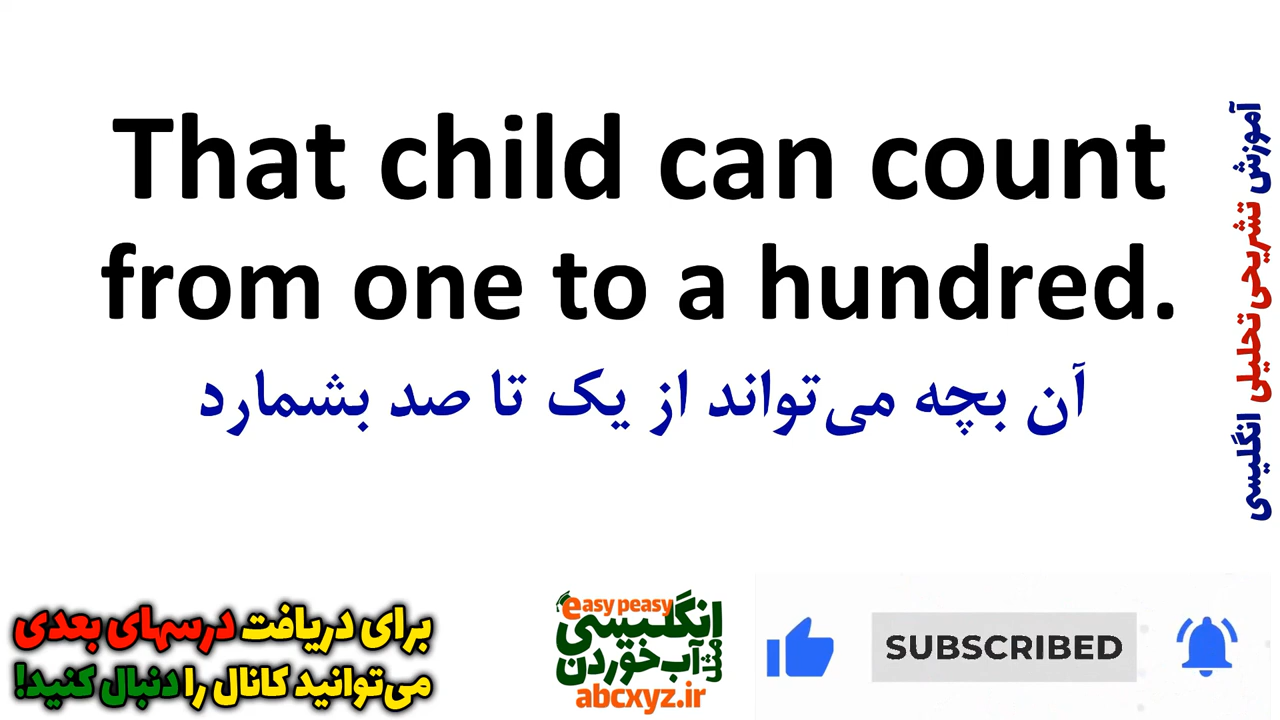 That child can count
from one to a hundred.
آن بچه می‌تواند از یک تا صد بشمارد
آموزش تشریحی تحلیلی انگلیسی
برای دریافت درسهای بعدی
می‌توانید کانال را دنبال کنید!
easy peasy
انگلیسی
مثل آب خوردن
abcxyz.ir
SUBSCRIBED